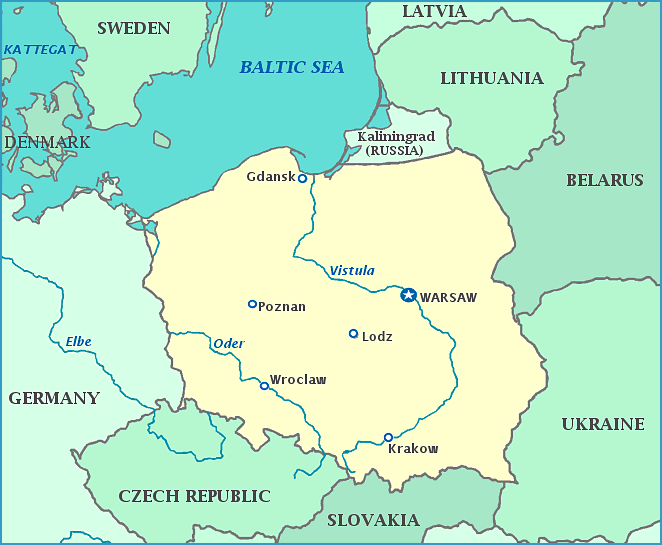 LATVIA
SWEDEN
KATTEGAT
BALTIC SEA
LITHUANIA
Kaliningrad
(RUSSIA)
DENMARK
Gdansk
BELARUS
Vistula
WARSAW
Poznan
Lodz
Elbe
Oder
Wroclaw
GERMANY
UKRAINE
Krakow
CZECH REPUBLIC
SLOVAKIA